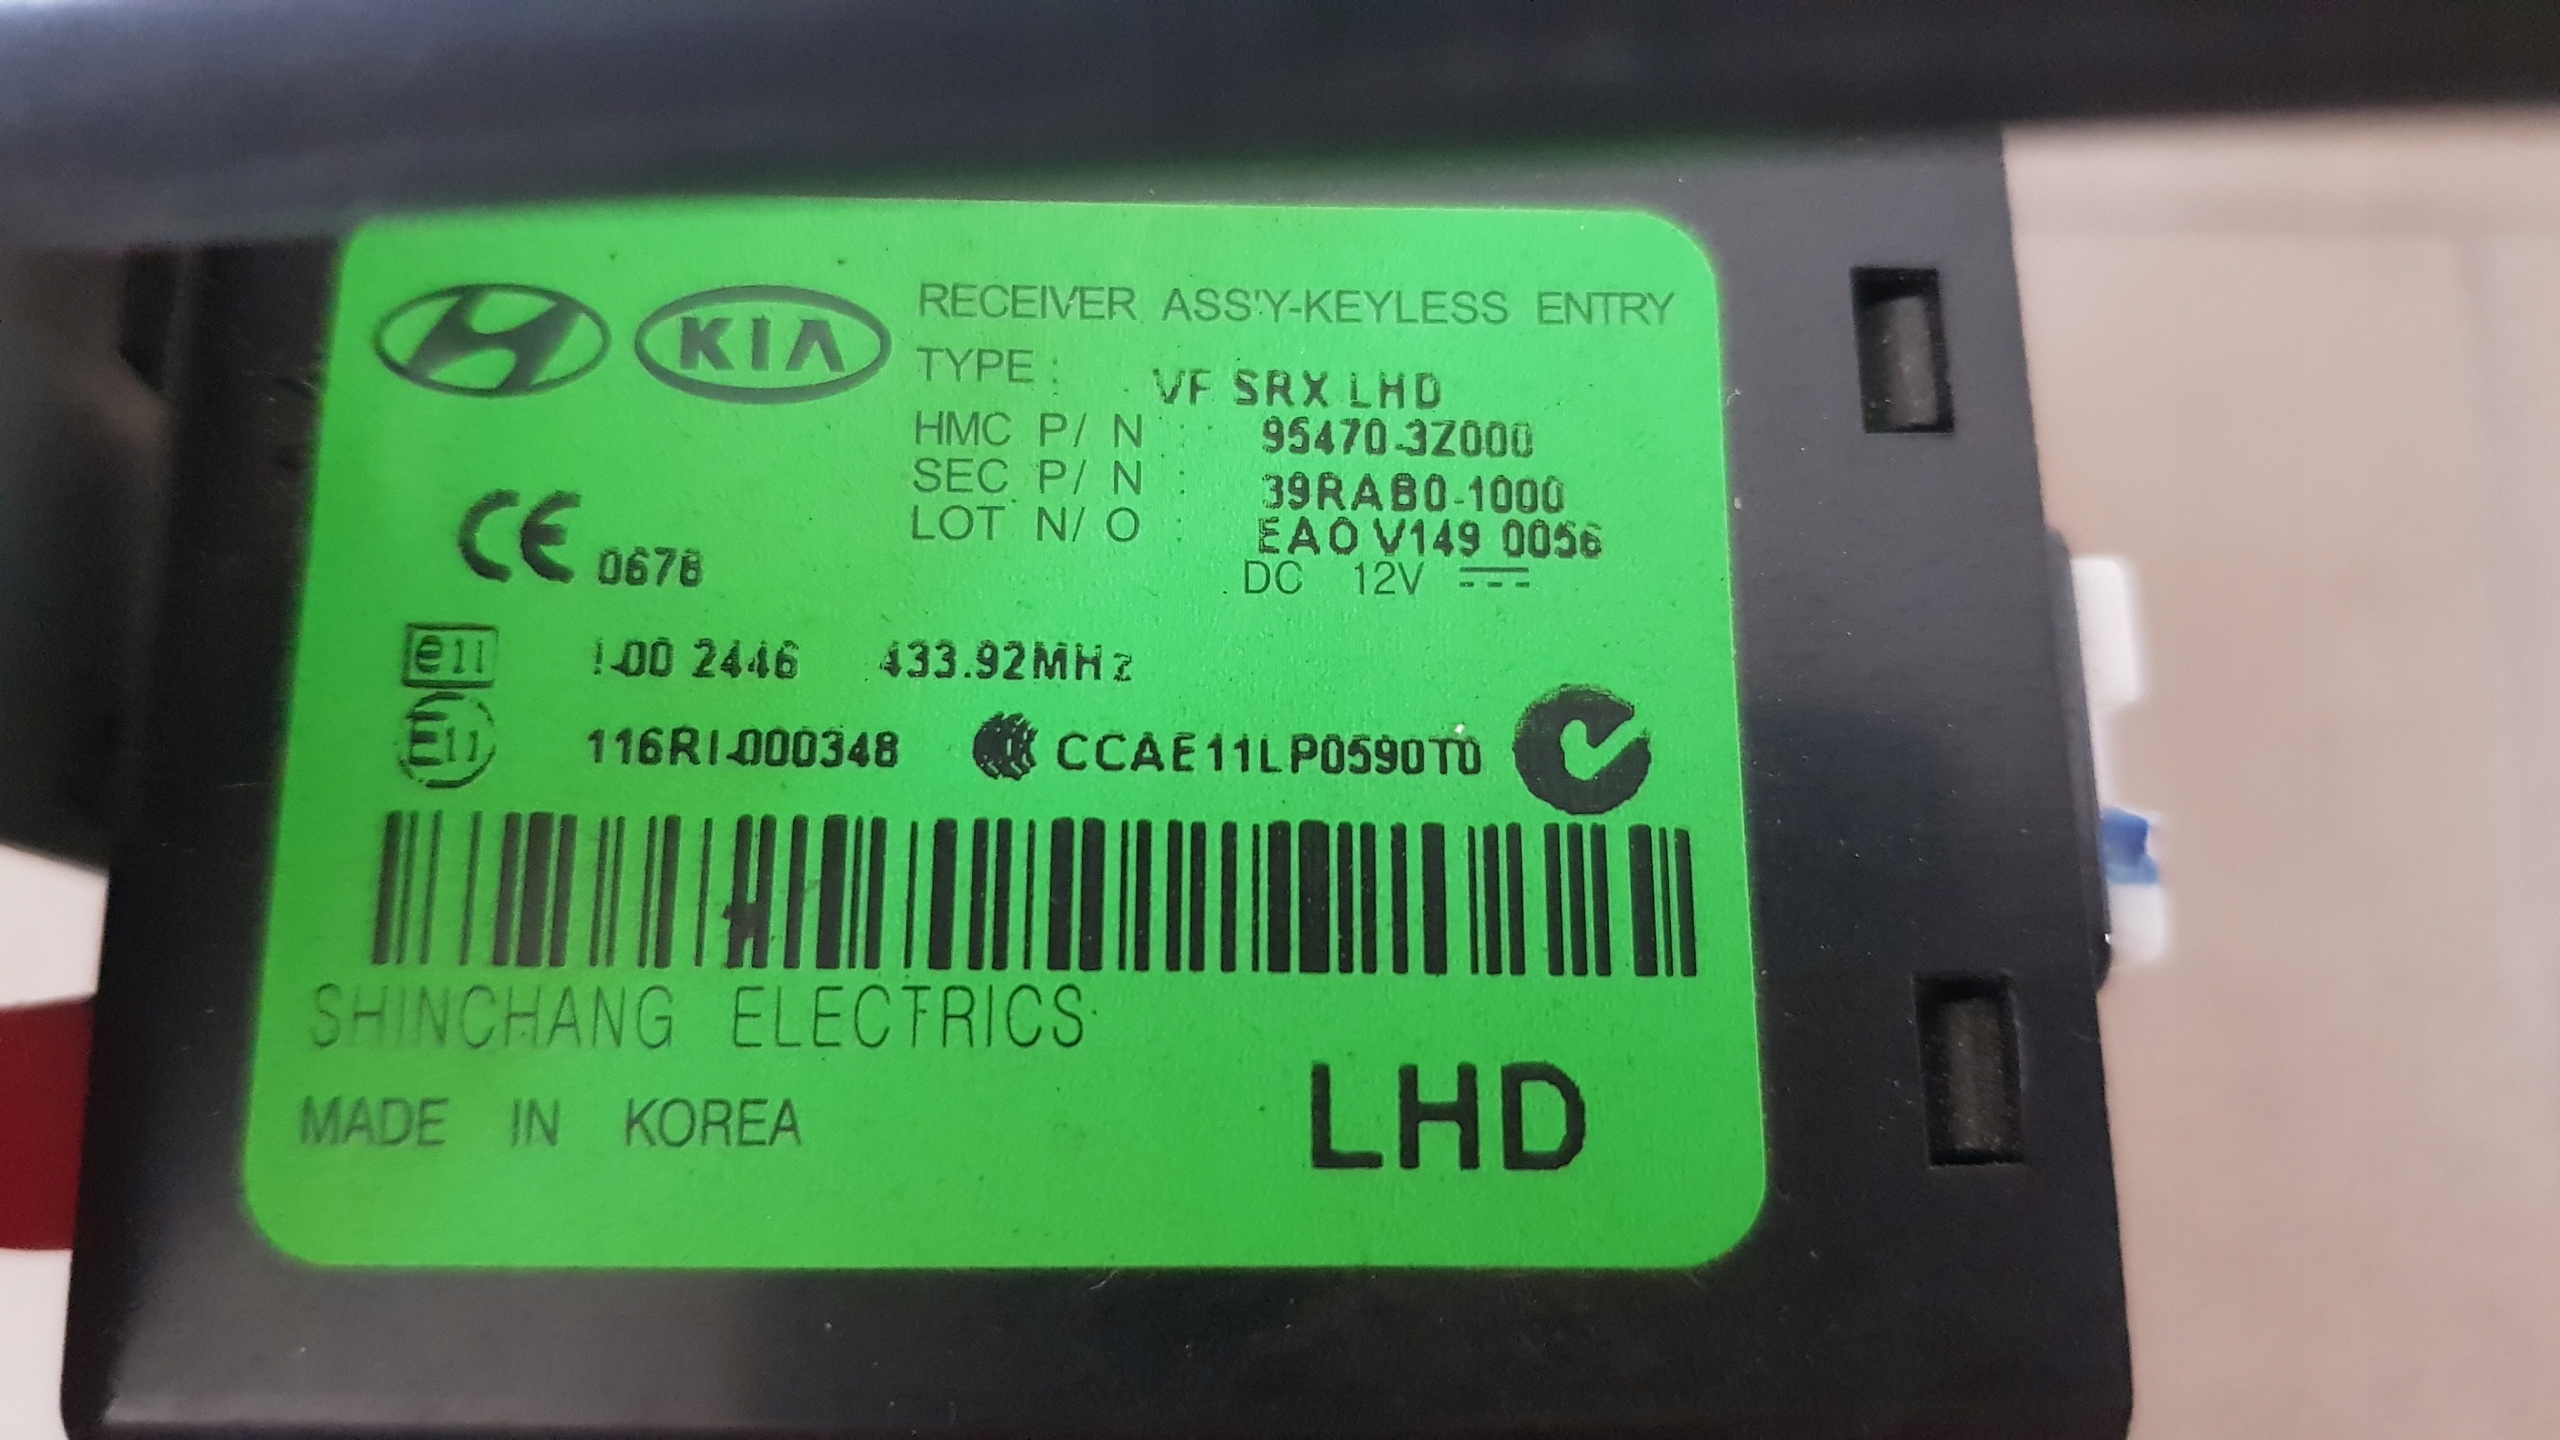 KIA
RECEIVER ASS'Y-KEYLESS ENTRY
TYPE : VF SRX LHD
HMC P/ N : 95470-3Z000
SEC P/ N : 39RAB0-1000
LOT N/ O : EAO V149 0056
DC 12V
CE 0678
e11 I-00 2446 433.92MHz
E11 116RI-000348 CCAE11LP0590T0
SHINCHANG ELECTRICS
MADE IN KOREA
LHD